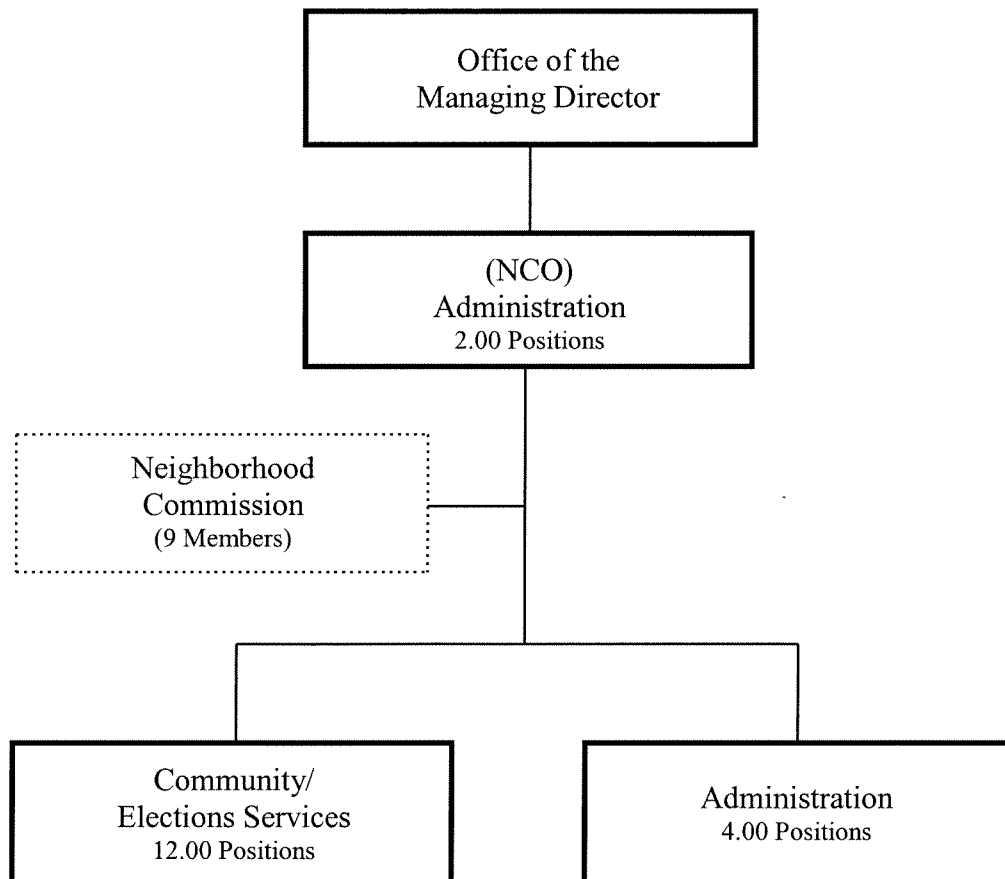 Office of the
Managing Director
(NCO)
Administration
2.00 Positions
Neighborhood
Commission
(9 Members)
Community/
Elections Services
12.00 Positions
Administration
4.00 Positions